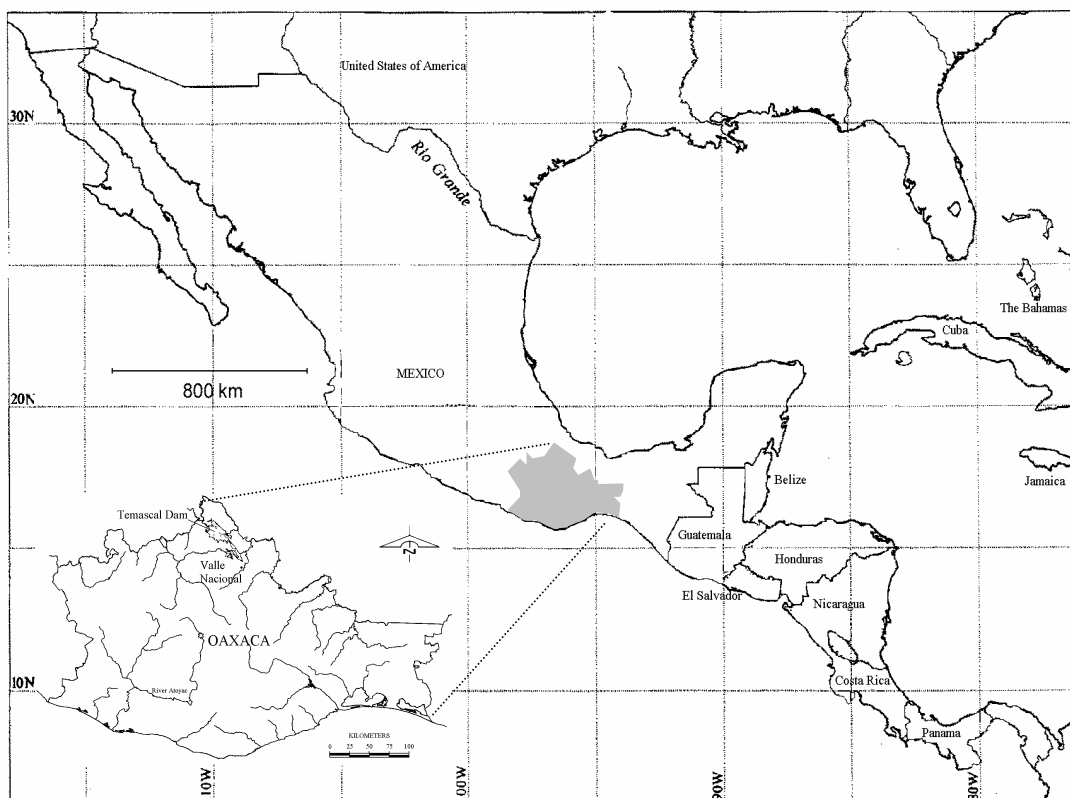 United States of America
30N
Rio Grande
The Bahamas
Cuba
MEXICO
800 km
20N
Jamaica
Belize
Temascal Dam
N
Guatemala
Valle
Nacional
Honduras
El Salvador
Nicaragua
OAXACA
Costa Rica
10N
River Atoyac
Panama
KILOMETERS
0 25 50 75 100
10W
00W
90W
80W